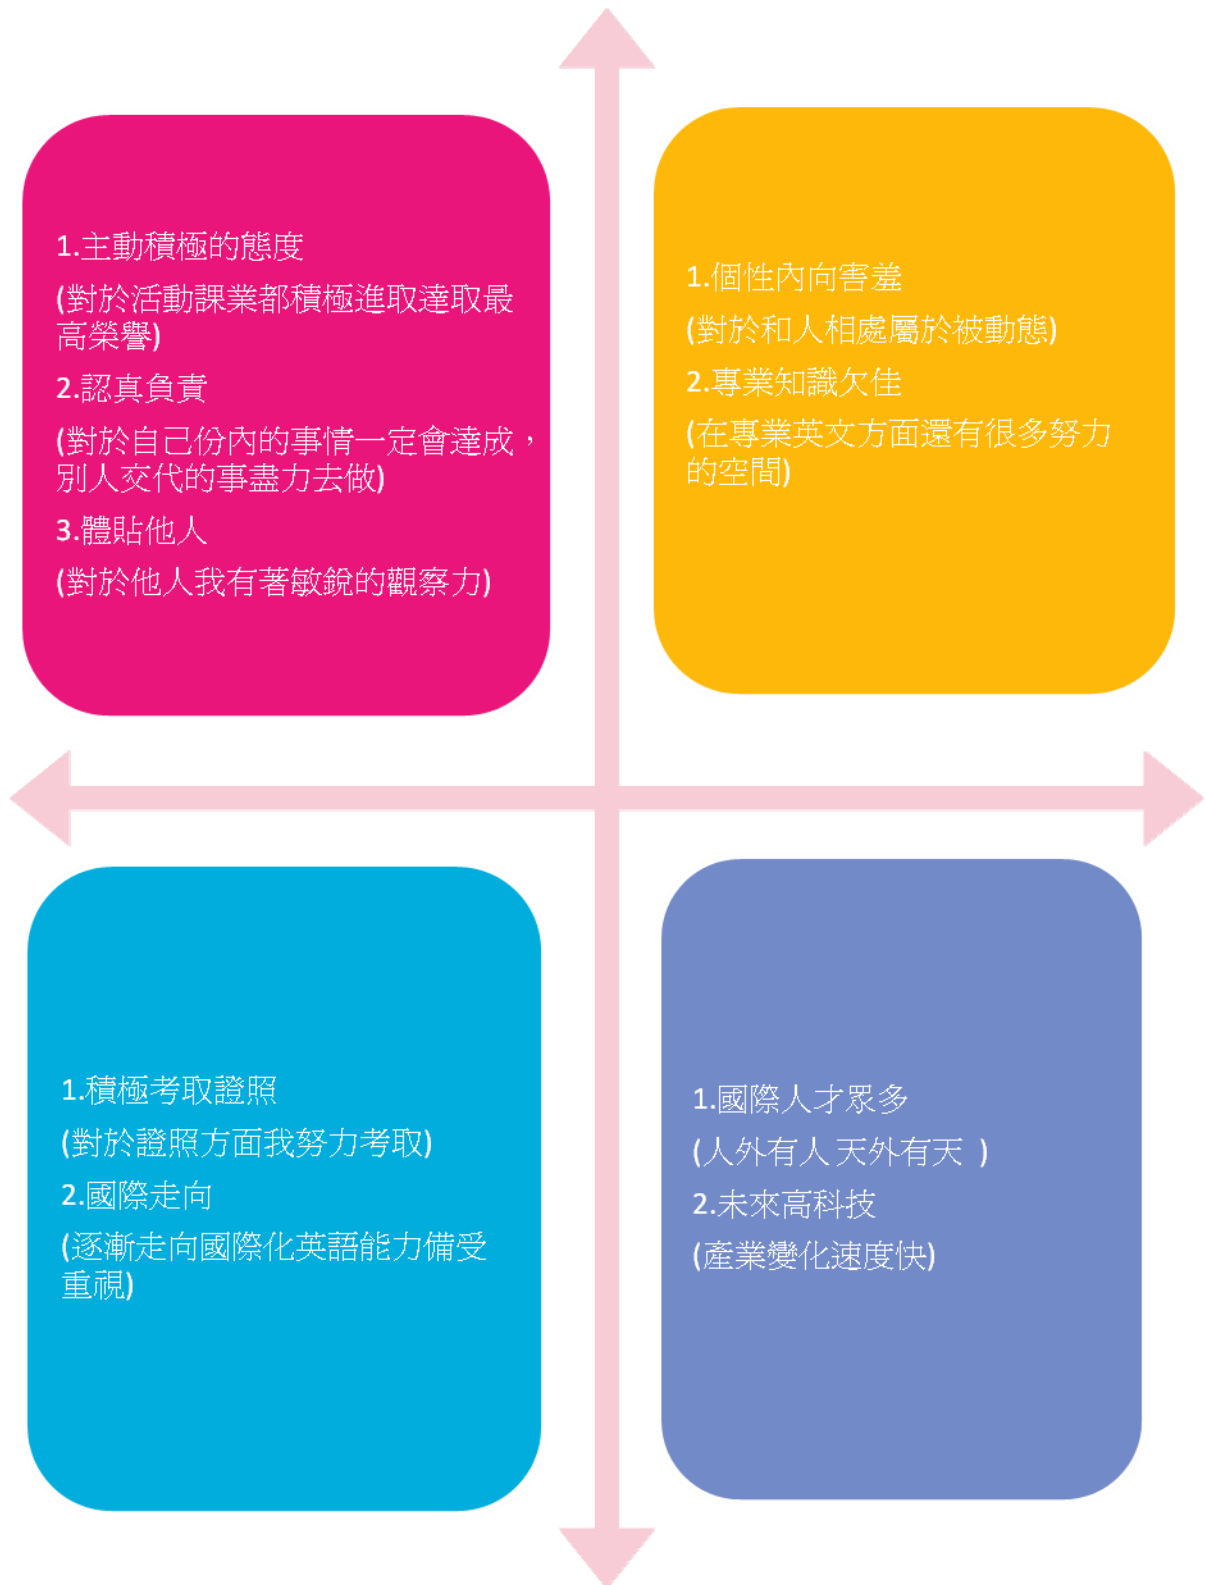 1.主動積極的態度
(對於活動課業都積極進取達取最
高榮譽)
2.認真負責
(對於自己份內的事情一定會達成，
別人交代的事盡力去做)
3.體貼他人
(對於他人我有著敏銳的觀察力)
1.個性內向害羞
(對於和人相處屬於被動態)
2.專業知識欠佳
(在專業英文方面還有很多努力
的空間)
1.積極考取證照
(對於證照方面我努力考取)
2.國際走向
(逐漸走向國際化英語能力備受
重視)
1.國際人才眾多
(人外有人 天外有天 )
2.未來高科技
(產業變化速度快)